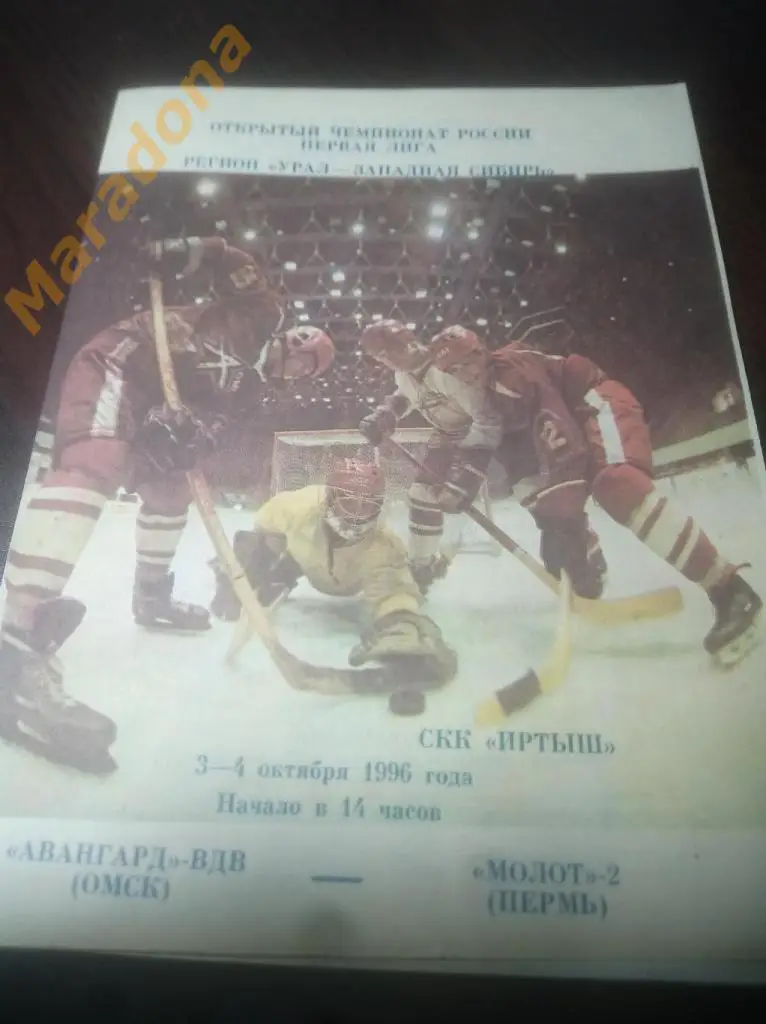 Maradona
ОТКРЫТЫЙ ЧЕМПИОНАТ РОССИИ
ПЕРВАЯ ЛИГА
РЕГИОН «УРАЛ — ЗАПАДНАЯ СИБИРЬ»
2
СКК «ИРТЫШ»
3—4 октября 1996 года
Начало в 14 часов
«АВАНГАРД»-ВДВ — «МОЛОТ»-2
(ОМСК) (ПЕРМЬ)